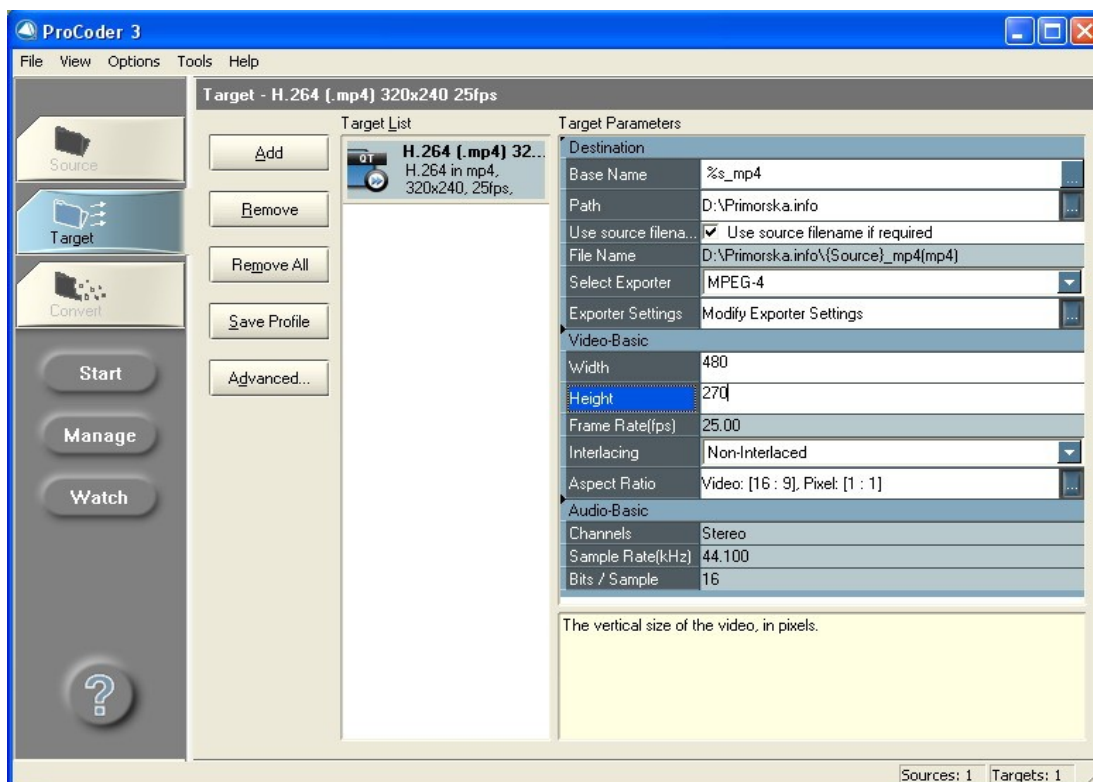 ProCoder 3
File View Options Tools Help
Target - H.264 (.mp4) 320x240 25fps
Source
Target
Convert
Start
Manage
Watch
Add
Remove
Remove All
Save Profile
Advanced...
Target List
QT
H.264 (.mp4) 32...
H.264 in mp4,
320x240, 25fps,
Target Parameters
Destination
Base Name %s_mp4 ...
Path D:\Primorska.info ...
Use source filena... Use source filename if required
File Name D:\Primorska.info\{Source}_mp4(mp4)
Select Exporter MPEG-4
Exporter Settings Modify Exporter Settings ...
Video-Basic
Width 480
Height 270
Frame Rate(fps) 25.00
Interlacing Non-Interlaced
Aspect Ratio Video: [16 : 9], Pixel: [1 : 1] ...
Audio-Basic
Channels Stereo
Sample Rate(kHz) 44.100
Bits / Sample 16
The vertical size of the video, in pixels.
?
Sources: 1 Targets: 1